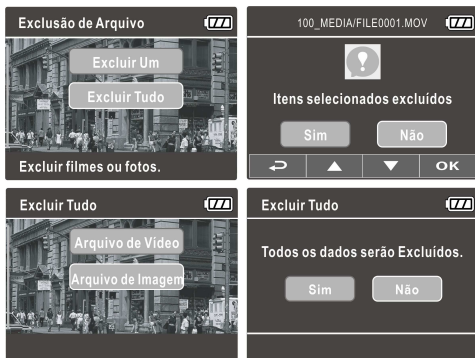 Exclusão de Arquivo
Excluir Um
Excluir Tudo
Excluir filmes ou fotos.
100_MEDIA/FILE0001.MOV
Itens selecionados excluídos
Sim
Não
OK
Excluir Tudo
Arquivo de Video
Arquivo de Imagem
Excluir Tudo
Todos os dados serão Excluídos.
Sim
Não